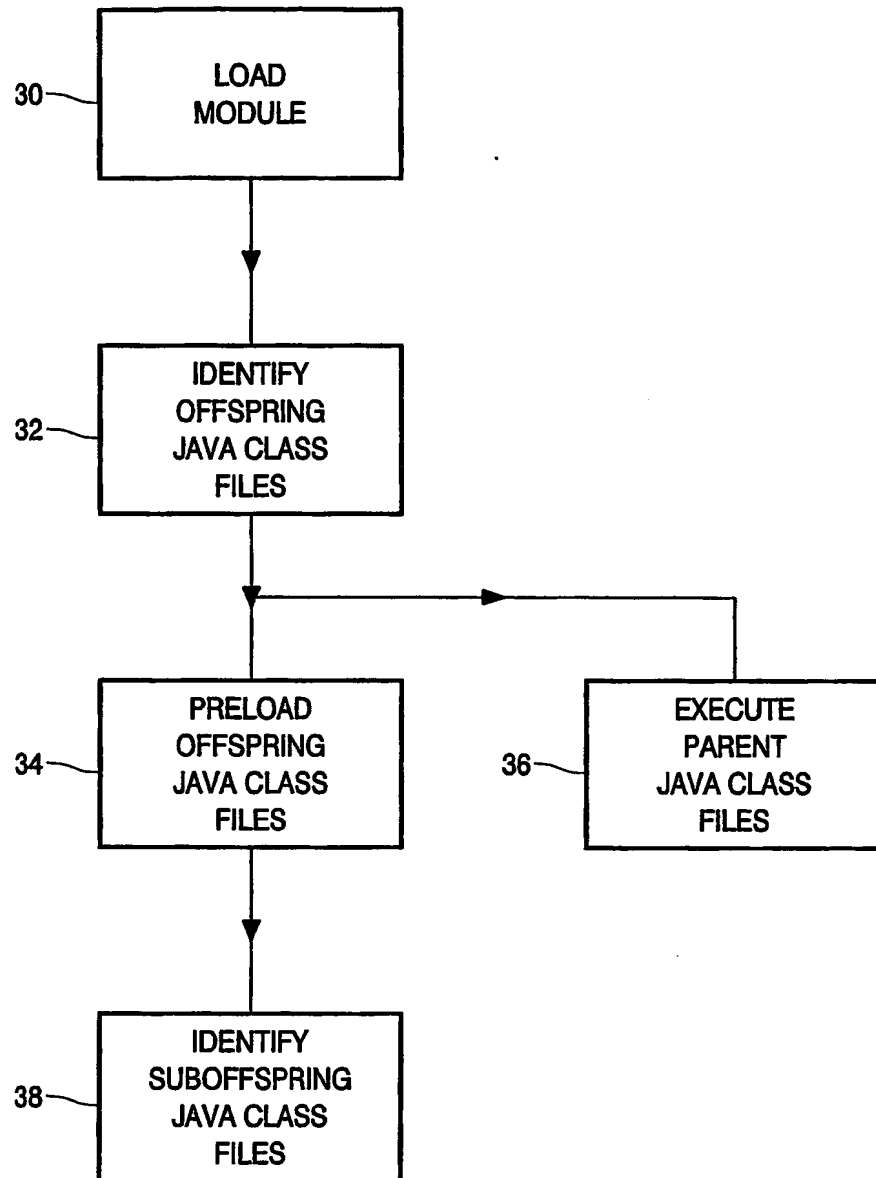 30
LOAD
MODULE
32
IDENTIFY
OFFSPRING
JAVA CLASS
FILES
34
PRELOAD
OFFSPRING
JAVA CLASS
FILES
36
EXECUTE
PARENT
JAVA CLASS
FILES
38
IDENTIFY
SUBOFFSPRING
JAVA CLASS
FILES